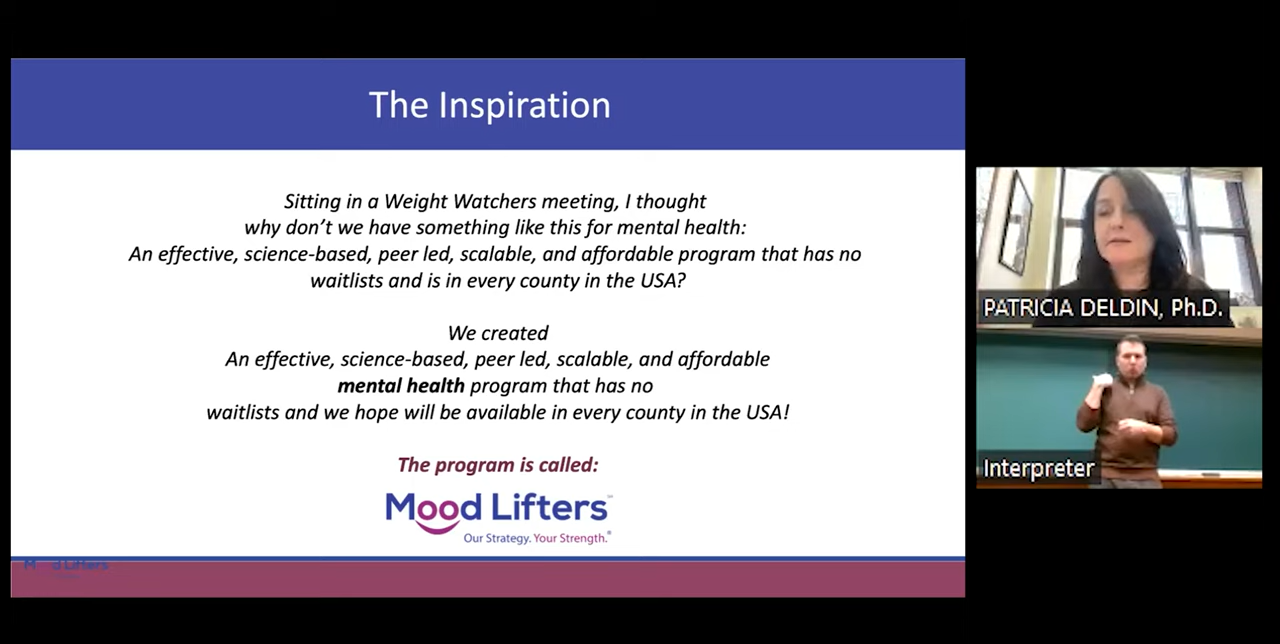 The Inspiration
Sitting in a Weight Watchers meeting, I thought
why don't we have something like this for mental health:
An effective, science-based, peer led, scalable, and affordable program that has no
waitlists and is in every county in the USA?
We created
An effective, science-based, peer led, scalable, and affordable
mental health program that has no
waitlists and we hope will be available in every county in the USA!
The program is called:
Mood Lifters
Our Strategy. Your Strength.®
Mood Lifters
PATRICIA DELDIN, Ph.D.
Interpreter